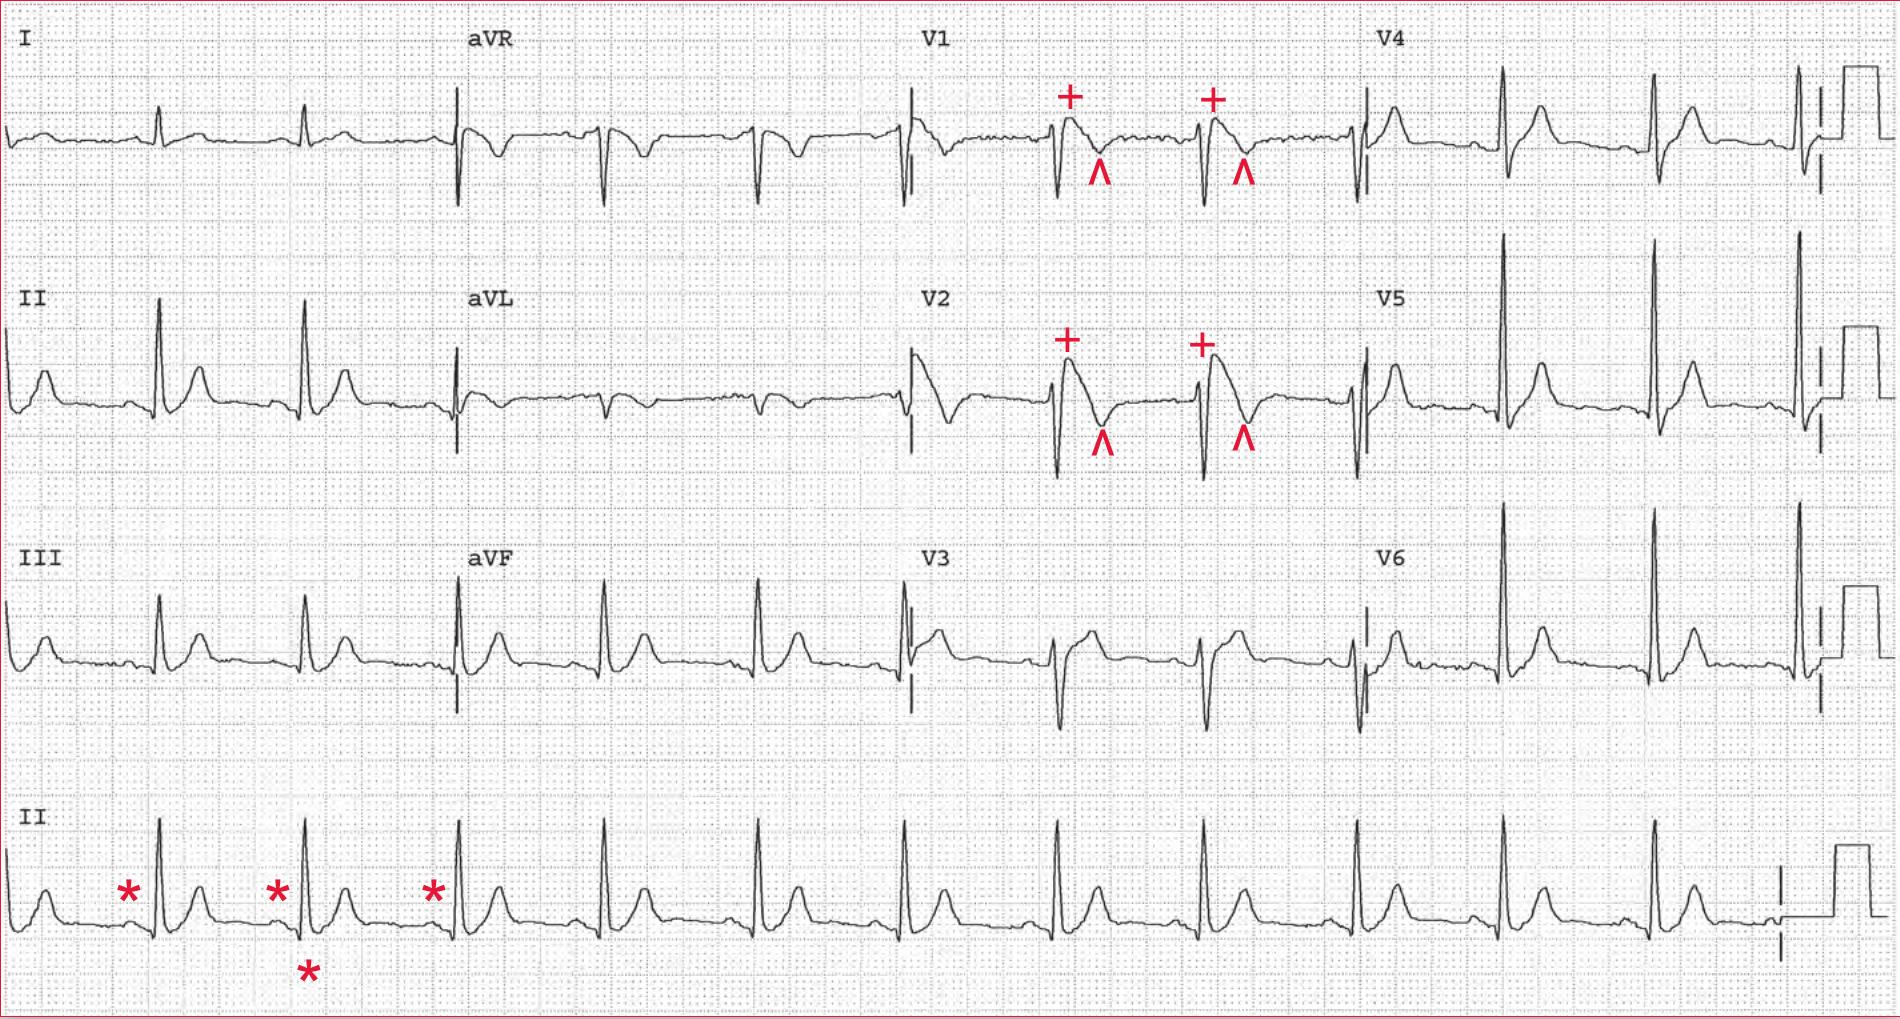 I aVR V1 V4
+ +
^ ^
II aVL V2 V5
+ +
^ ^
III aVF V3 V6
II
* * *
*